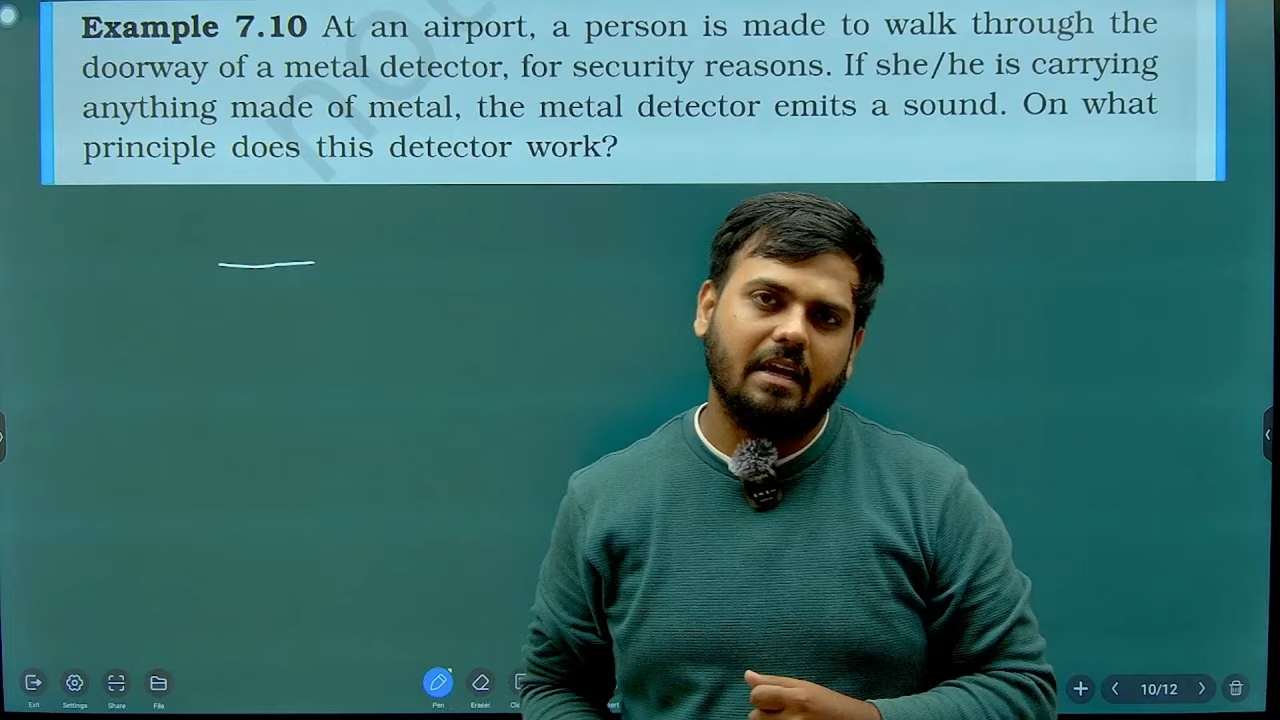 Example 7.10 At an airport, a person is made to walk through the
doorway of a metal detector, for security reasons. If she/he is carrying
anything made of metal, the metal detector emits a sound. On what
principle does this detector work?
Exit
Settings
Share
File
Pen
Eraser
10/12